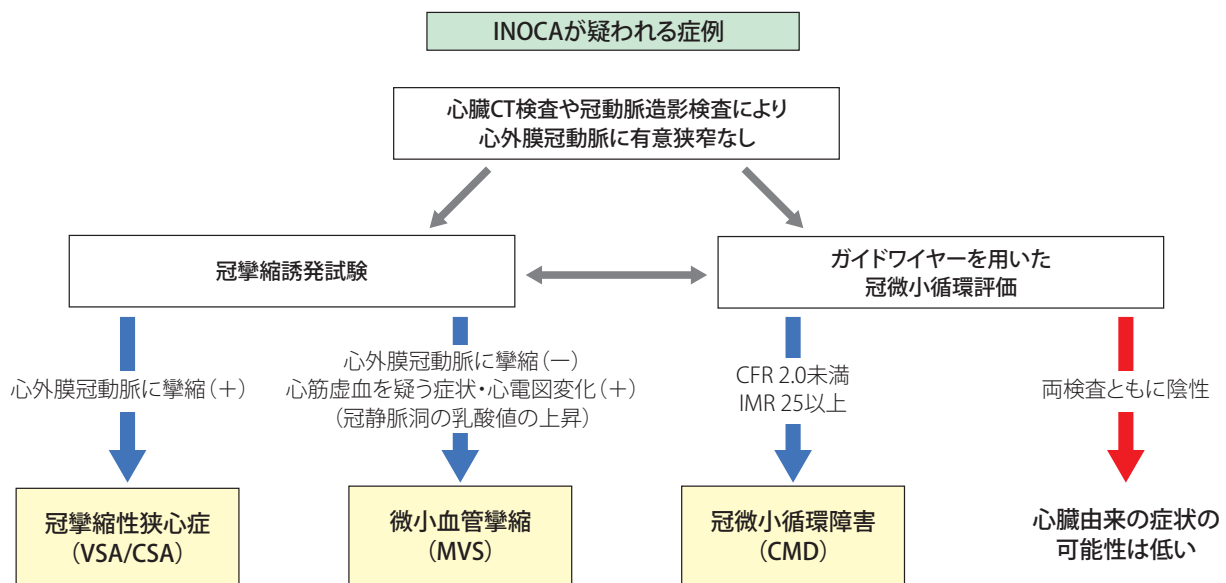 INOCAが疑われる症例
心臓CT検査や冠動脈造影検査により
心外膜冠動脈に有意狭窄なし
冠攣縮誘発試験
ガイドワイヤーを用いた
冠微小循環評価
心外膜冠動脈に攣縮（＋）
心外膜冠動脈に攣縮（－）
心筋虚血を疑う症状・心電図変化（＋）
（冠静脈洞の乳酸値の上昇）
CFR 2.0未満
IMR 25以上
両検査ともに陰性
冠攣縮性狭心症
（VSA/CSA）
微小血管攣縮
（MVS）
冠微小循環障害
（CMD）
心臓由来の症状の
可能性は低い